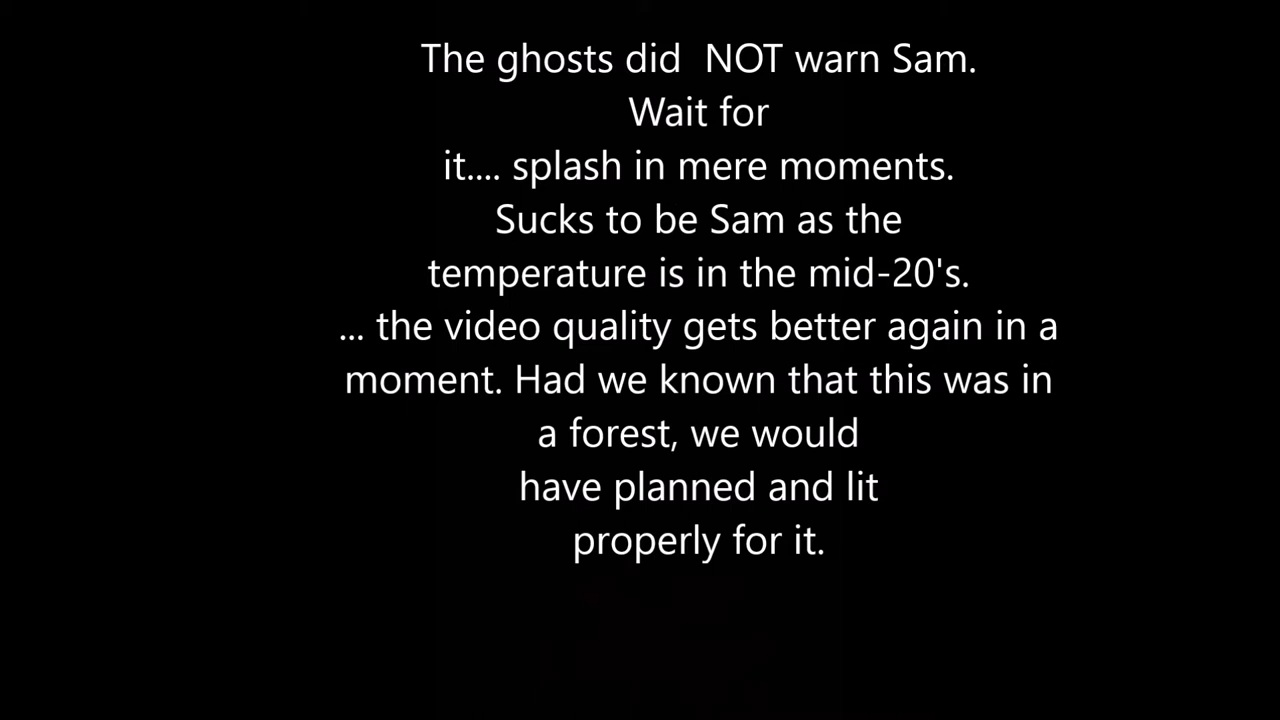 The ghosts did  NOT warn Sam.
Wait for
it.... splash in mere moments.
Sucks to be Sam as the
temperature is in the mid-20's.
... the video quality gets better again in a
moment. Had we known that this was in
a forest, we would
have planned and lit
properly for it.